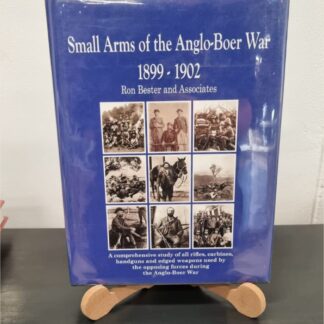 Small Arms of the Anglo-Boer War
1899 - 1902
Ron Bester and Associates
A comprehensive study of all rifles, carbines,
handguns and edged weapons used by
the opposing forces during
the Anglo-Boer War